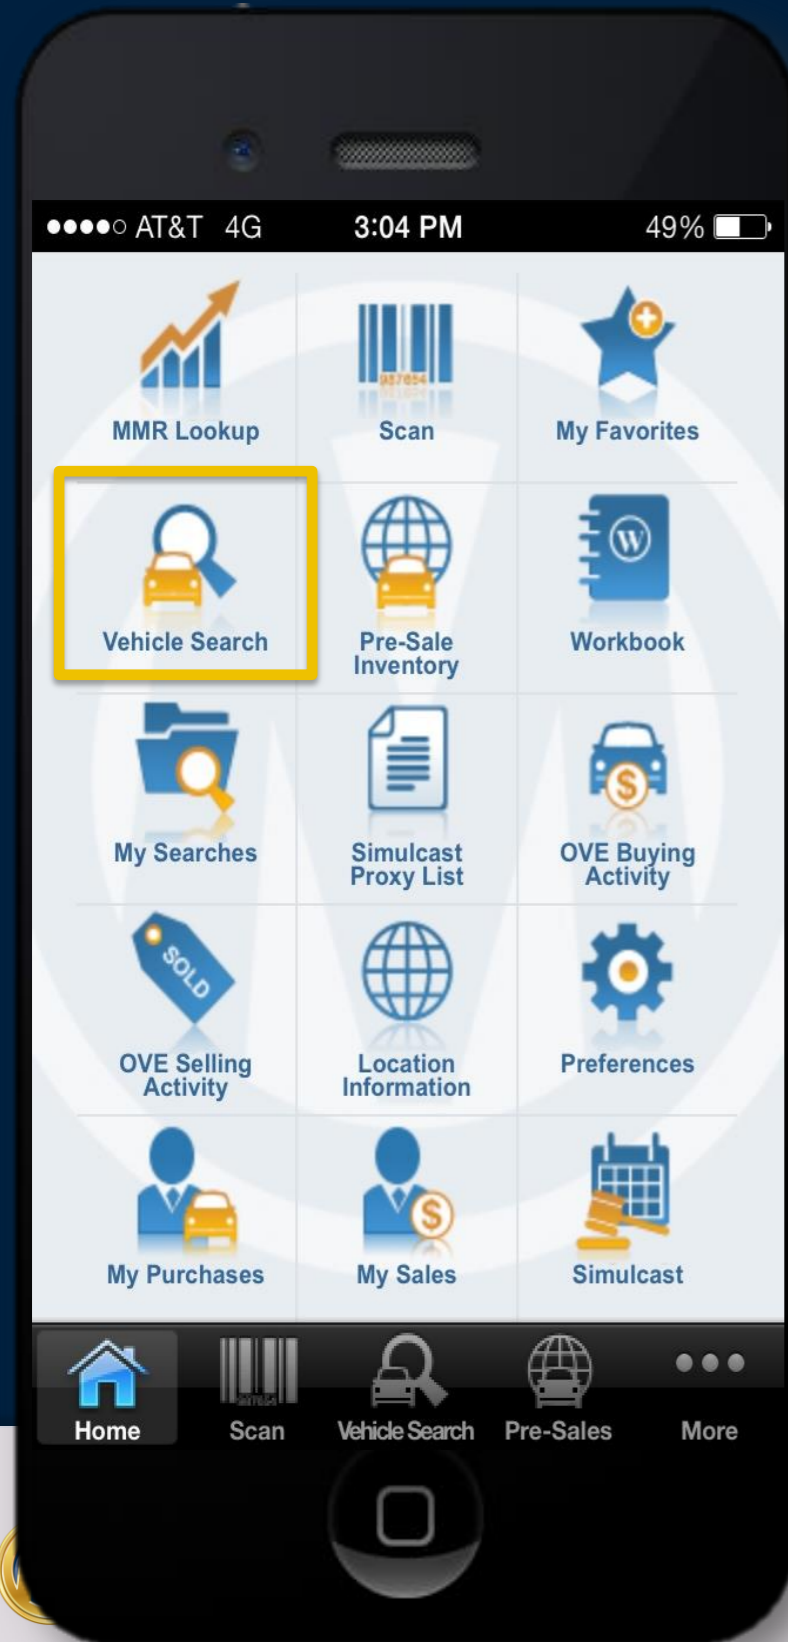 AT&T 4G 3:04 PM 49%
MMR Lookup
987654
Scan
My Favorites
Vehicle Search
Pre-Sale
Inventory
W
Workbook
My Searches
Simulcast
Proxy List
$
OVE Buying
Activity
SOLD
OVE Selling
Activity
Location
Information
Preferences
My Purchases
$
My Sales
Simulcast
Home
Scan
Vehicle Search
Pre-Sales
More